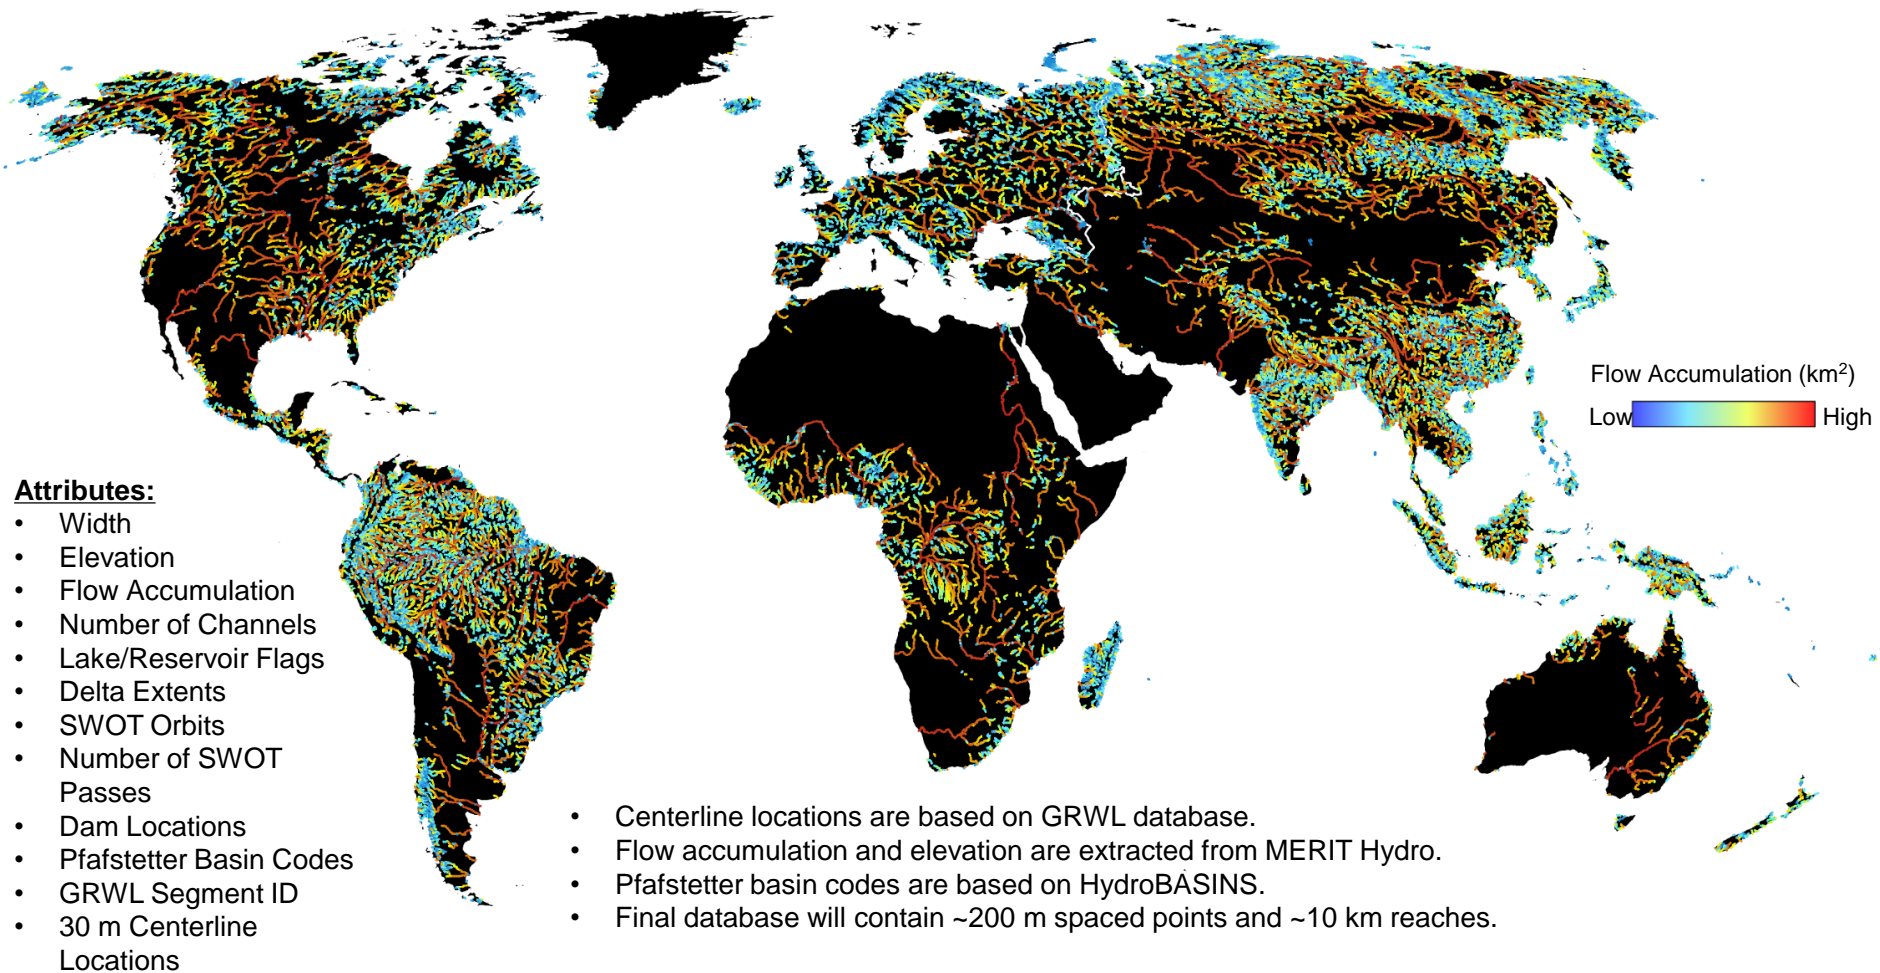 Flow Accumulation (km²)
Low High
Attributes:
• Width
• Elevation
• Flow Accumulation
• Number of Channels
• Lake/Reservoir Flags
• Delta Extents
• SWOT Orbits
• Number of SWOT
Passes
• Dam Locations
• Pfafstetter Basin Codes
• GRWL Segment ID
• 30 m Centerline
Locations
• Centerline locations are based on GRWL database.
• Flow accumulation and elevation are extracted from MERIT Hydro.
• Pfafstetter basin codes are based on HydroBASINS.
• Final database will contain ~200 m spaced points and ~10 km reaches.